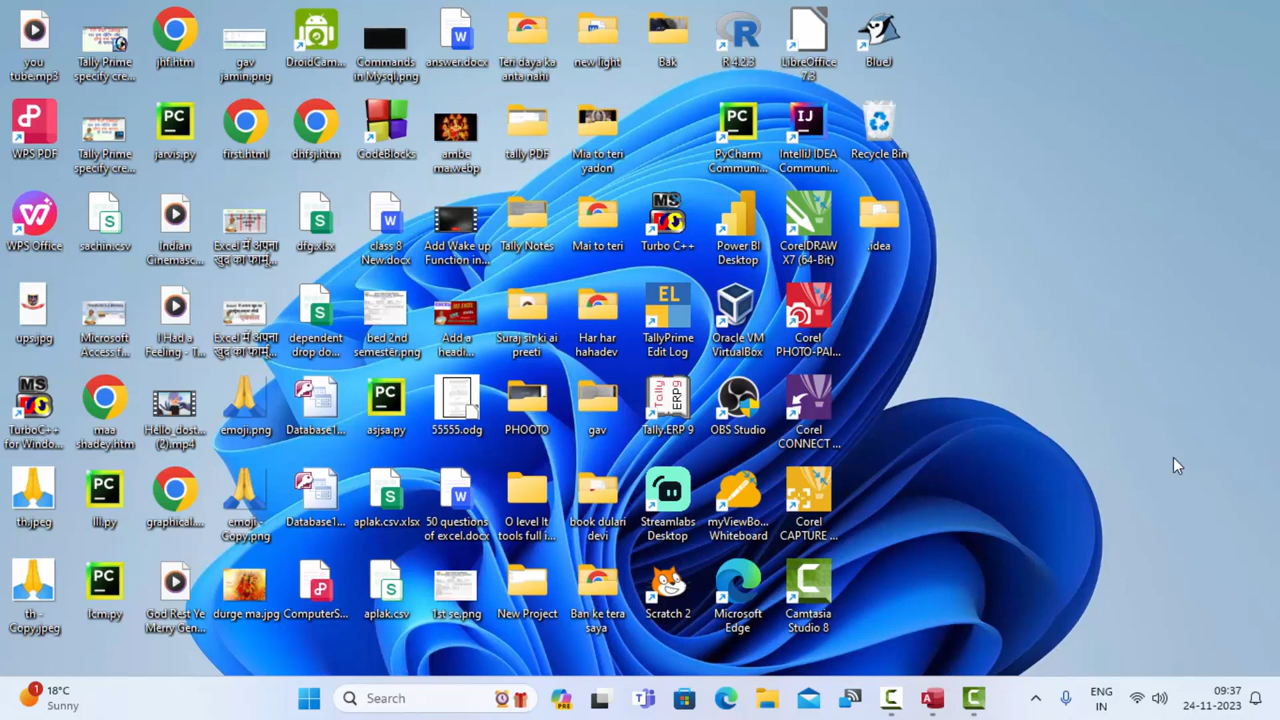 you tube.mp3
Tally Prime specify cre...
jhf.htm
gav jamin.png
DroidCam...
Commands in Mysql.png
answer.docx
Teri daya ka anta nahi
new light
Bak
R 4.2.3
LibreOffice 7.3
BlueJ
WPS PDF
Tally Prime specify cre...
jarvis.py
first.html
dhfsj.htm
CodeBlocks
ambe ma.webp
tally PDF
Mia to teri yadon
PyCharm Communi...
IntelliJ IDEA Communi...
Recycle Bin
WPS Office
sachin.csv
Indian Cinemasc...
Excel में अपना खुद का फार्मू...
dfg.xlsx
class 8 New.docx
Add Wake up Function in...
Tally Notes
Mai to teri
Turbo C++
Power BI Desktop
CorelDRAW X7 (64-Bit)
.idea
ups.jpg
Microsoft Access f...
I Had a Feeling - T...
Excel में अपना खुद का फार्मू...
dependent drop do...
bed 2nd semester.png
Add a headi...
Suraj sir ki ai preeti
Har har hahadev
TallyPrime Edit Log
Oracle VM VirtualBox
Corel PHOTO-PAI...
TurboC++ for Windo...
maa shadey.htm
Hello_dost... (2).mp4
emoji.png
Database1...
asjsa.py
55555.odg
PHOOTO
gav
Tally.ERP 9
OBS Studio
Corel CONNECT ...
th.jpeg
lll.py
graphical....
emoji - Copy.png
Database1...
aplak.csv.xlsx
50 questions of excel.docx
O level It tools full i...
book dulari devi
Streamlabs Desktop
myViewBo... Whiteboard
Corel CAPTURE ...
th - Copy.jpeg
lcm.py
God Rest Ye Merry Gen...
durge ma.jpg
ComputerS...
aplak.csv
1st se.png
New Project
Ban ke tera saya
Scratch 2
Microsoft Edge
Camtasia Studio 8
1
18°C
Sunny
Search
PRE
ENG
IN
09:37
24-11-2023